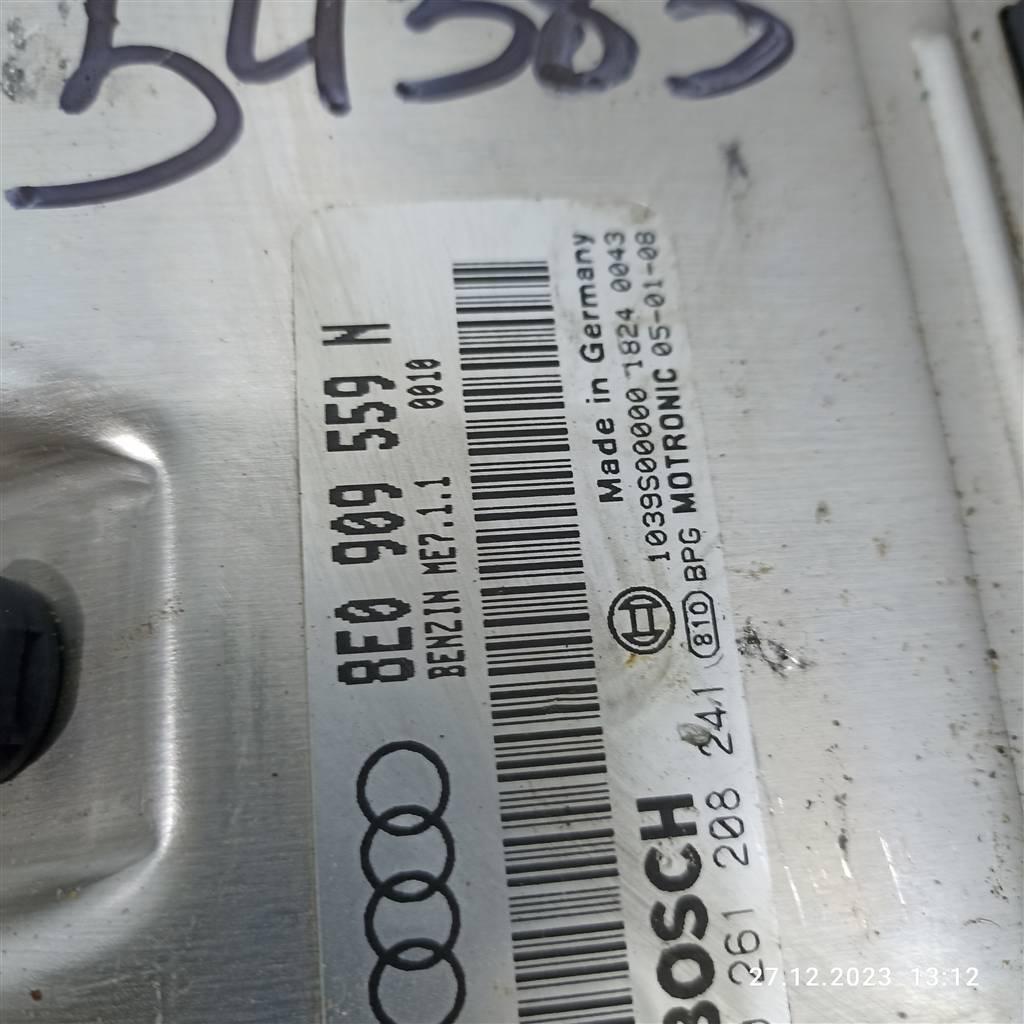 54585
8E0 909 559 N
BENZIN ME7.1.1 0010
Made in Germany
1039S00000 1824 0043
810 BPG MOTRONIC 05-01-08
BOSCH
261 208 241
27.12.2023 13:12